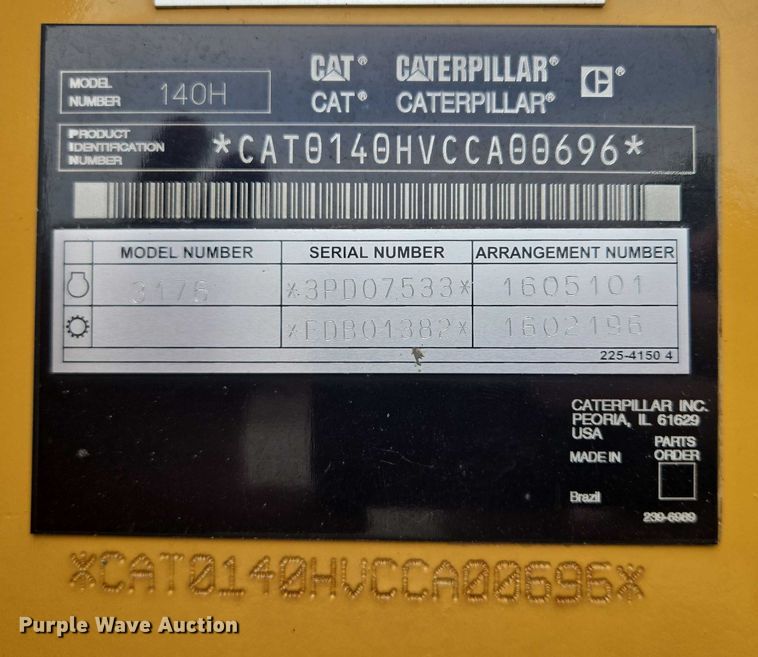 CAT® CATERPILLAR® C®
MODEL NUMBER 140H
CAT® CATERPILLAR®
PRODUCT IDENTIFICATION NUMBER *CAT0140HVCCA00696*
MODEL NUMBER SERIAL NUMBER ARRANGEMENT NUMBER
3176 *3PD07533* 1605101
*EDB01382* 1602196
225-4150 4
CATERPILLAR INC.
PEORIA, IL 61629
USA
PARTS ORDER
MADE IN
Brazil
239-6989
*CAT0140HVCCA00696*
Purple Wave Auction